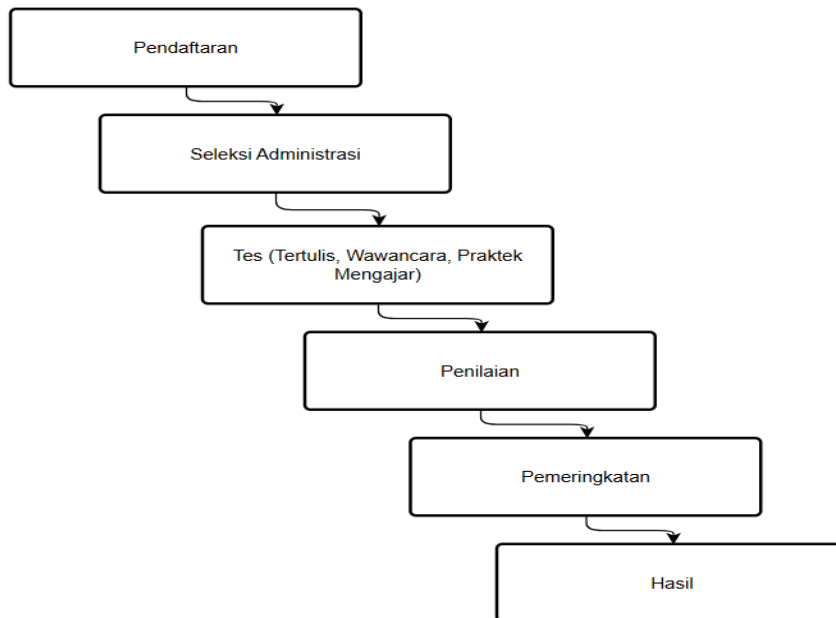 Pendaftaran
Seleksi Administrasi
Tes (Tertulis, Wawancara, Praktek
Mengajar)
Penilaian
Pemeringkatan
Hasil